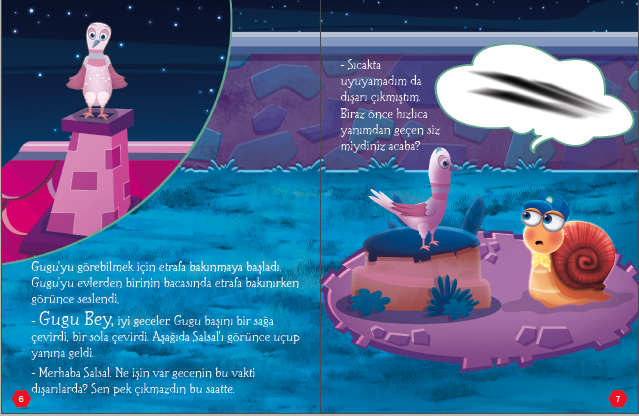 Gugu'yu görebilmek için etrafa bakınmaya başladı.
Gugu'yu evlerden birinin bacasında etrafa bakınırken
görünce seslendi.
- Gugu Bey, iyi geceler. Gugu başını bir sağa
çevirdi, bir sola çevirdi. Aşağıda Salsal'ı görünce uçup
yanına geldi.
- Merhaba Salsal. Ne işin var gecenin bu vakti
dışarılarda? Sen pek çıkmazdın bu saatte.
6
- Sıcakta
uyuyamadım da
dışarı çıkmıştım.
Biraz önce hızlıca
yanımdan geçen siz
miydiniz acaba?
7